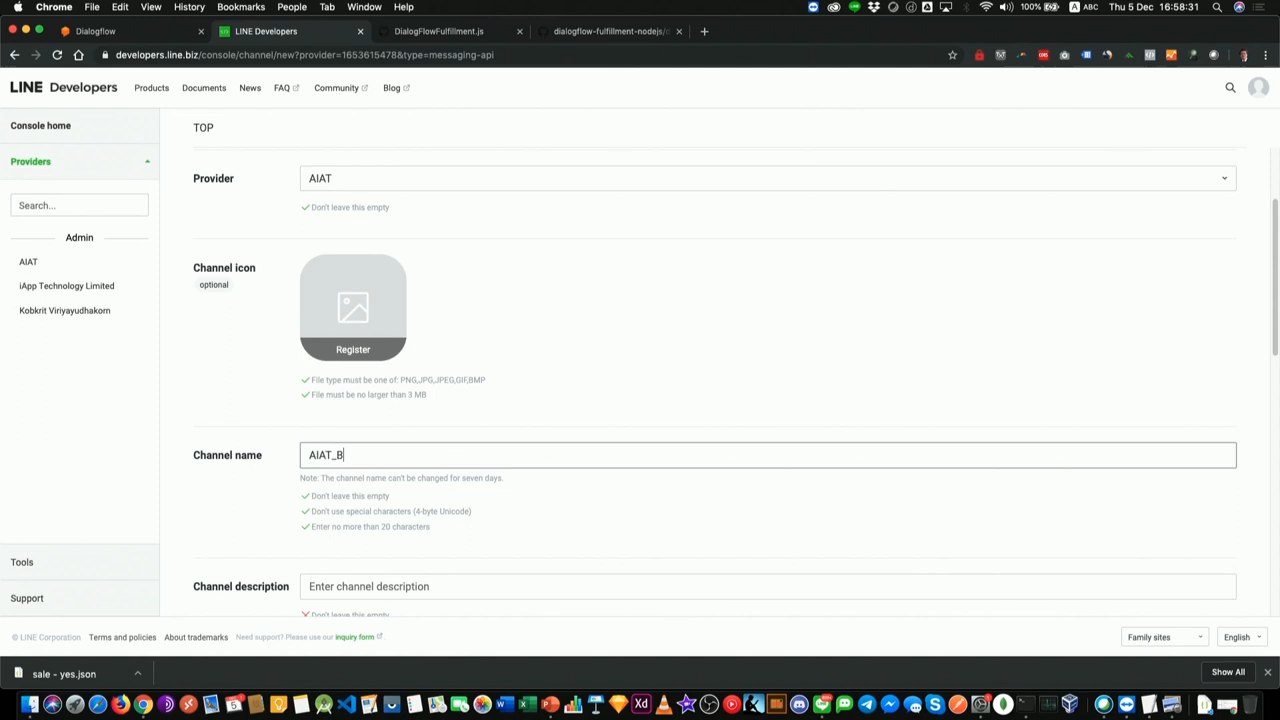 Chrome File Edit View History Bookmarks People Tab Window Help 100% ABC Thu 5 Dec 16:58:31
Dialogflow LINE Developers DialogFlowFulfillment.js dialogflow-fulfillment-nodejs/
developers.line.biz/console/channel/new?provider=1653615478&type=messaging-api
LINE Developers Products Documents News FAQ Community Blog
Console home
TOP
Providers
Provider AIAT
Don't leave this empty
Search...
Admin
AIAT
iApp Technology Limited
Kobkrit Viriyayudhakorn
Channel icon
optional
Register
File type must be one of: PNG,JPG,JPEG,GIF,BMP
File must be no larger than 3 MB
Channel name AIAT_B
Note: The channel name can't be changed for seven days.
Don't leave this empty
Don't use special characters (4-byte Unicode)
Enter no more than 20 characters
Channel description Enter channel description
Don't leave this empty
Tools
Support
© LINE Corporation Terms and policies About trademarks Need support? Please use our inquiry form Family sites English
sale - yes.json Show All